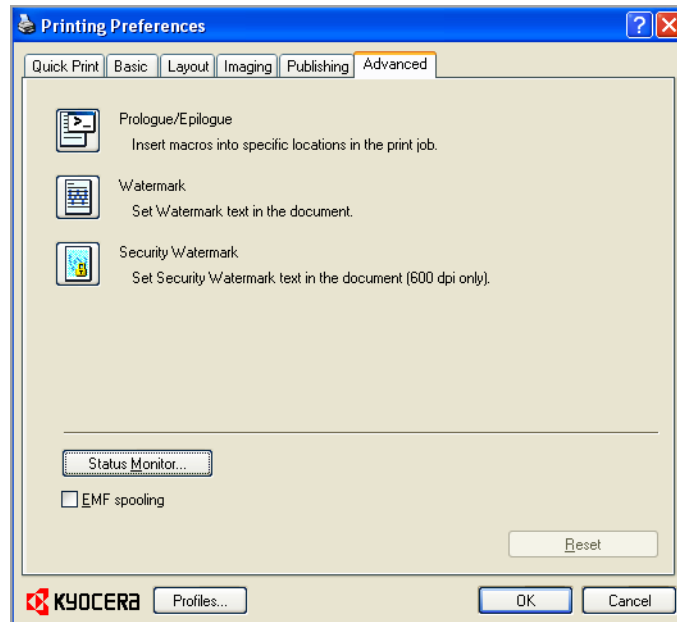 Printing Preferences
Quick Print Basic Layout Imaging Publishing Advanced
Prologue/Epilogue
Insert macros into specific locations in the print job.
Watermark
Set Watermark text in the document.
Security Watermark
Set Security Watermark text in the document (600 dpi only).
Status Monitor...
EMF spooling
Reset
KYOCERA Profiles... OK Cancel